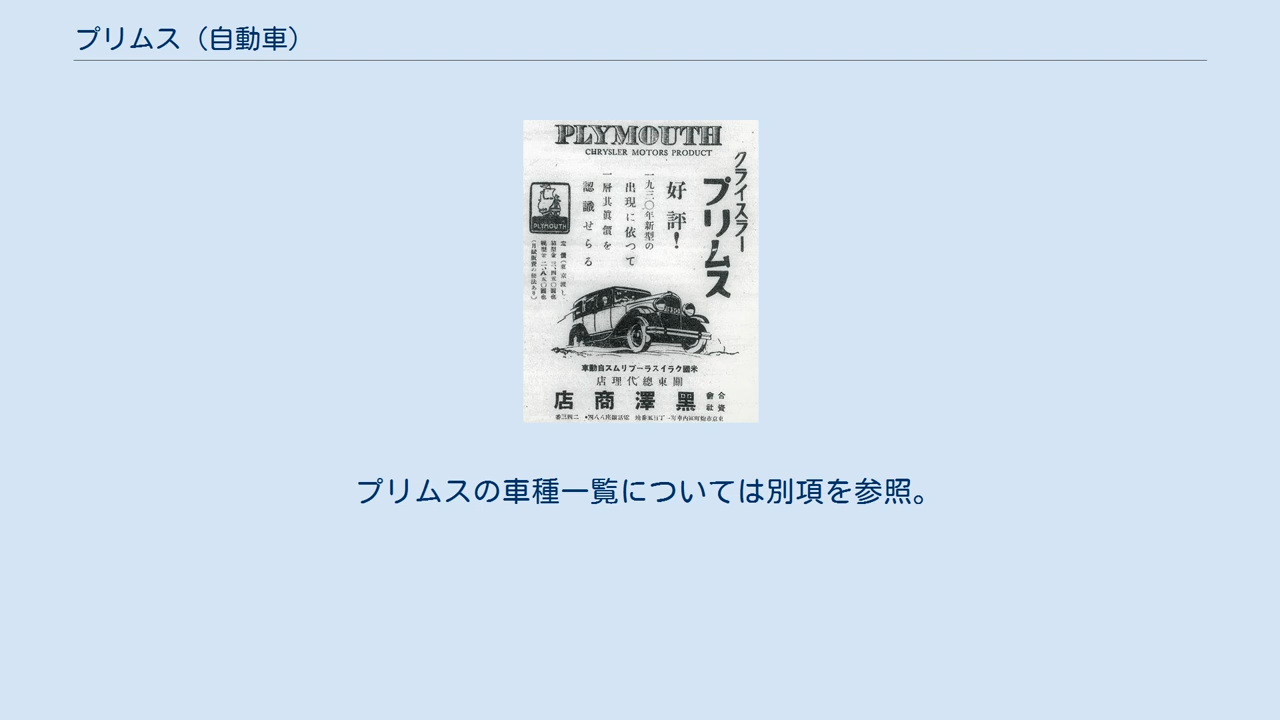 プリムス（自動車）
PLYMOUTH
CHRYSLER MOTORS PRODUCT
クライスラー
プリムス
好評！
一九三〇年新型の
出現に依つて
一層其眞價を
認識せらる
PLYMOUTH
車動自スムリプーラスイラク國米
店理代總東關
合資會社
店商澤黑
プリムスの車種一覧については別項を参照。